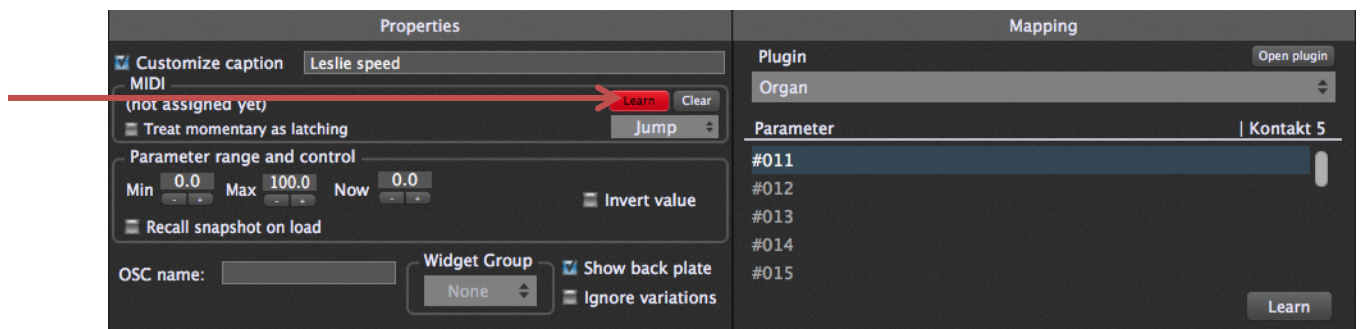 Properties
Customize caption Leslie speed
MIDI
(not assigned yet) Learn Clear
Treat momentary as latching Jump
Parameter range and control
Min 0.0 Max 100.0 Now 0.0
- + - + - +
Invert value
Recall snapshot on load
OSC name:
Widget Group
None
Show back plate
Ignore variations
Mapping
Plugin Open plugin
Organ
Parameter | Kontakt 5
#011
#012
#013
#014
#015
Learn